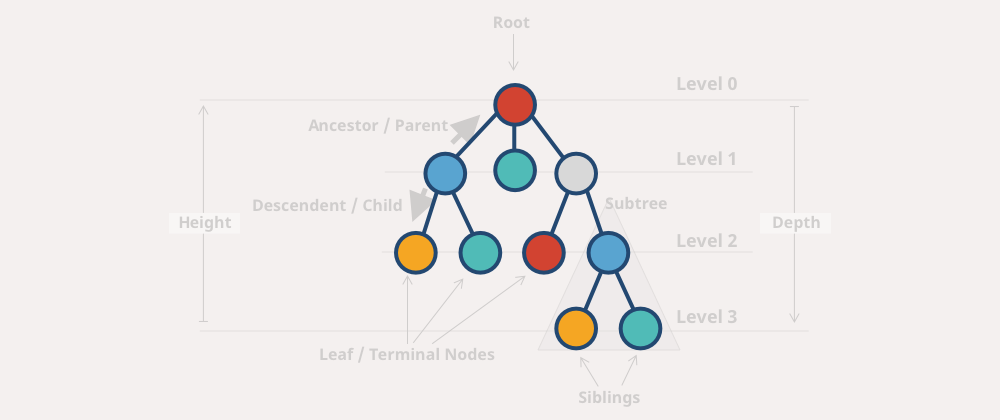 Root
Level 0
Ancestor / Parent
Level 1
Descendent / Child
Subtree
Height
Depth
Level 2
Level 3
Leaf / Terminal Nodes
Siblings